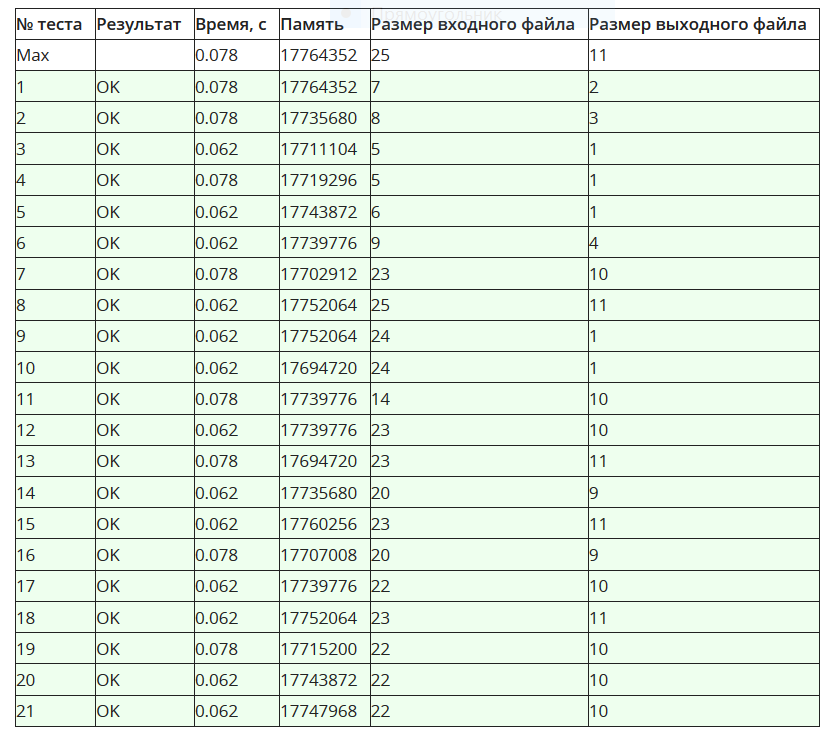 Прямоугольник
№ теста Результат Время, с Память Размер входного файла Размер выходного файла
Max 0.078 17764352 25 11
1 OK 0.078 17764352 7 2
2 OK 0.078 17735680 8 3
3 OK 0.062 17711104 5 1
4 OK 0.078 17719296 5 1
5 OK 0.062 17743872 6 1
6 OK 0.062 17739776 9 4
7 OK 0.078 17702912 23 10
8 OK 0.062 17752064 25 11
9 OK 0.062 17752064 24 1
10 OK 0.062 17694720 24 1
11 OK 0.078 17739776 14 10
12 OK 0.062 17739776 23 10
13 OK 0.078 17694720 23 11
14 OK 0.062 17735680 20 9
15 OK 0.062 17760256 23 11
16 OK 0.078 17707008 20 9
17 OK 0.062 17739776 22 10
18 OK 0.062 17752064 23 11
19 OK 0.078 17715200 22 10
20 OK 0.062 17743872 22 10
21 OK 0.062 17747968 22 10